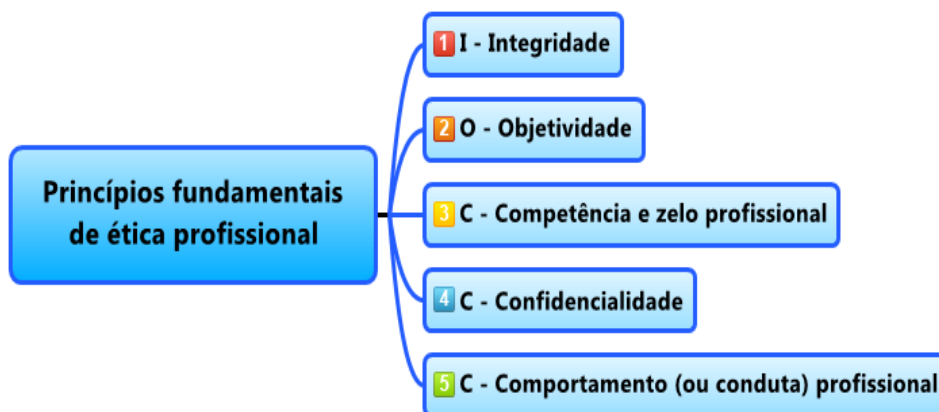 Princípios fundamentais
de ética profissional
1 I - Integridade
2 O - Objetividade
3 C - Competência e zelo profissional
4 C - Confidencialidade
5 C - Comportamento (ou conduta) profissional